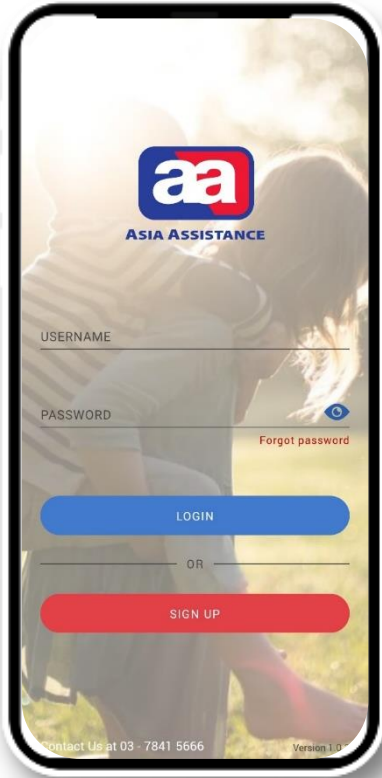 aa
ASIA ASSISTANCE
USERNAME
PASSWORD
Forgot password
LOGIN
OR
SIGN UP
Contact Us at 03 - 7841 5666
Version 1.0